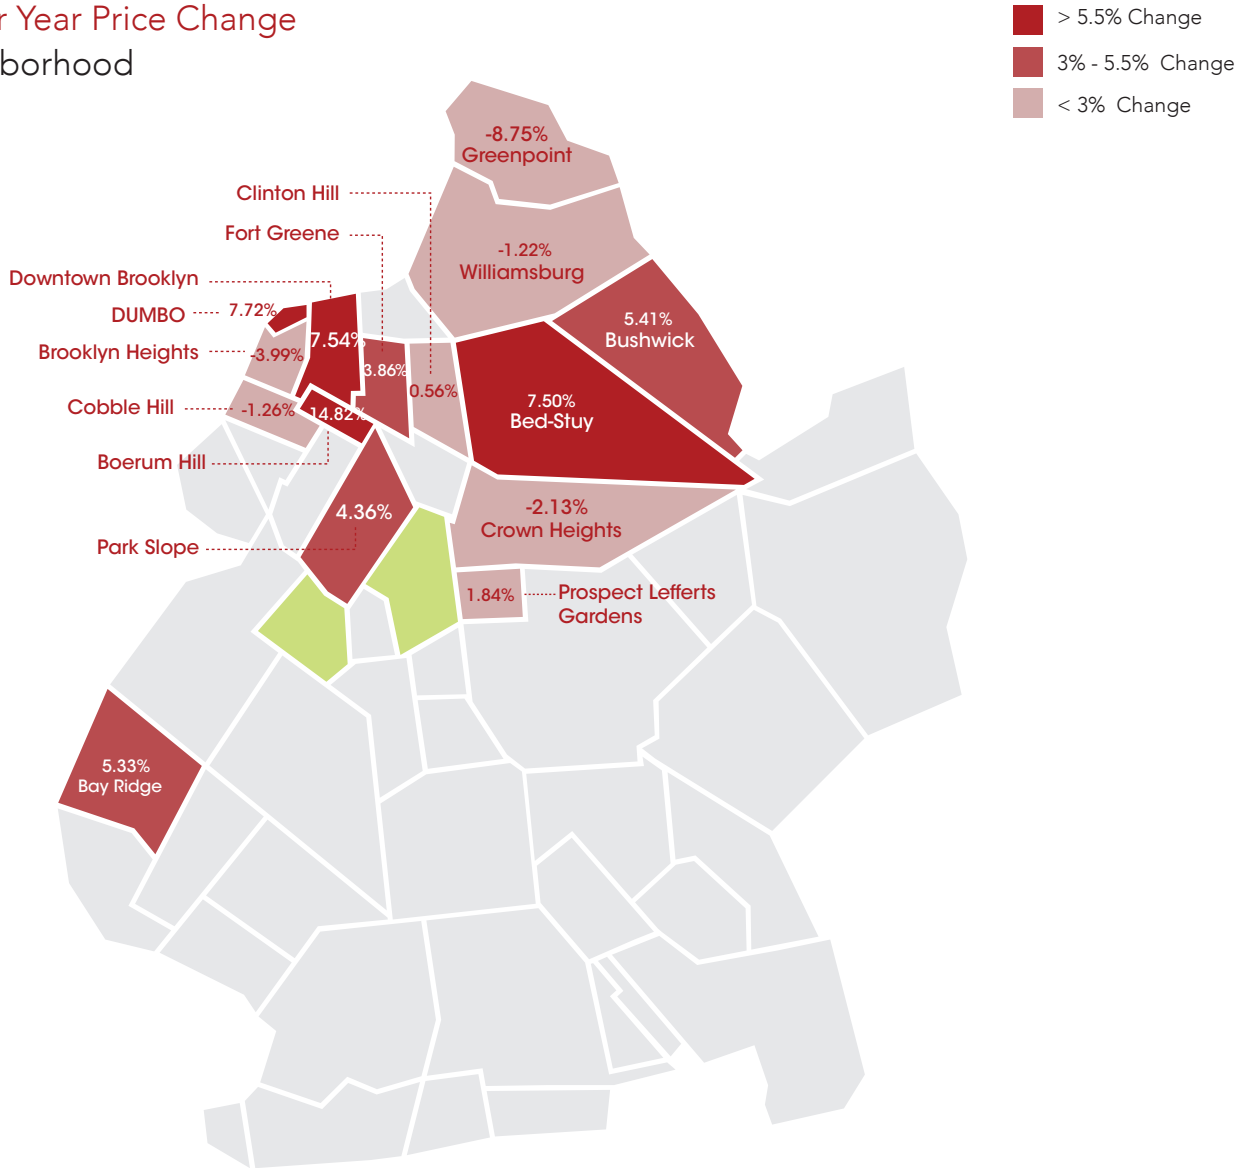 r Year Price Change
borhood
> 5.5% Change
3% - 5.5% Change
< 3% Change
-8.75%
Greenpoint
Clinton Hill
Fort Greene
-1.22%
Williamsburg
Downtown Brooklyn
DUMBO
7.72%
5.41%
Bushwick
Brooklyn Heights
-3.99%
7.54%
3.86%
0.56%
Cobble Hill
-1.26%
14.82%
7.50%
Bed-Stuy
Boerum Hill
4.36%
Park Slope
-2.13%
Crown Heights
1.84%
Prospect Lefferts
Gardens
5.33%
Bay Ridge